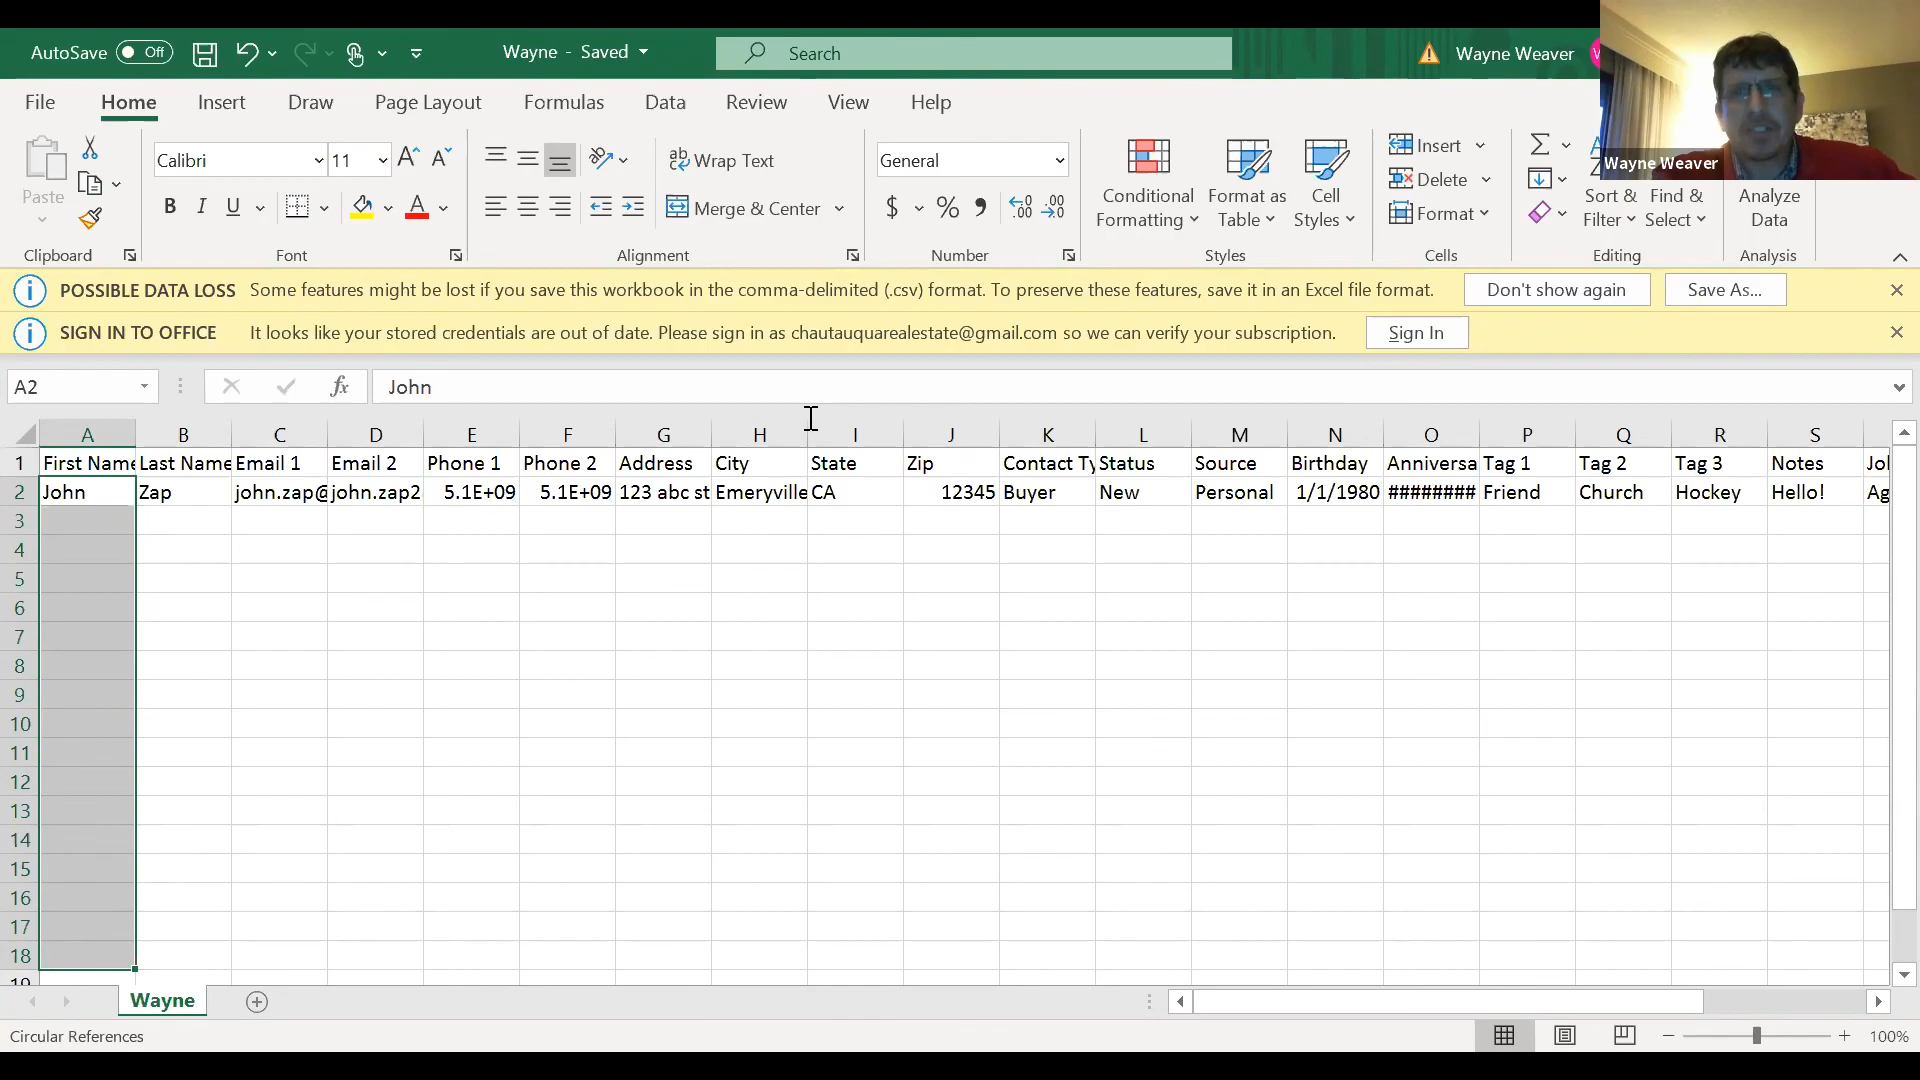 AutoSave Off Wayne - Saved Search Wayne Weaver
File Home Insert Draw Page Layout Formulas Data Review View Help
Calibri 11 Wrap Text General Insert
Wayne Weaver
Paste Conditional Formatting Format as Table Cell Styles Delete Sort & Filter Find & Select Analyze Data
B I U Merge & Center $ % Format
Clipboard Font Alignment Number Styles Cells Editing Analysis
POSSIBLE DATA LOSS Some features might be lost if you save this workbook in the comma-delimited (.csv) format. To preserve these features, save it in an Excel file format. Don't show again Save As...
SIGN IN TO OFFICE It looks like your stored credentials are out of date. Please sign in as chautauquarealestate@gmail.com so we can verify your subscription. Sign In
A2 fx John
A B C D E F G H I J K L M N O P Q R S
1 First Name Last Name Email 1 Email 2 Phone 1 Phone 2 Address City State Zip Contact Ty Status Source Birthday Anniversa Tag 1 Tag 2 Tag 3 Notes
2 John Zap john.zap@ john.zap2 5.1E+09 5.1E+09 123 abc st Emeryville CA 12345 Buyer New Personal 1/1/1980 ######## Friend Church Hockey Hello! Ag
3
4
5
6
7
8
9
10
11
12
13
14
15
16
17
18
Wayne
Circular References 100%